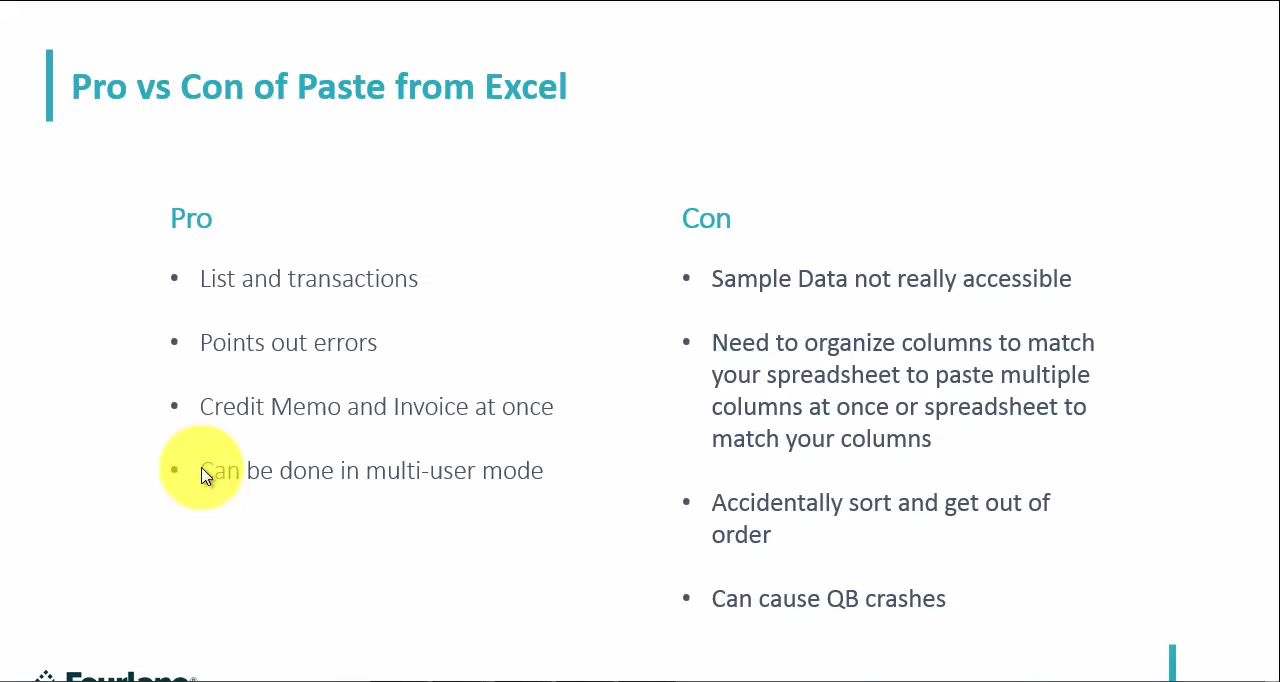 Pro vs Con of Paste from Excel
Pro
• List and transactions
• Points out errors
• Credit Memo and Invoice at once
• Can be done in multi-user mode
Con
• Sample Data not really accessible
• Need to organize columns to match
your spreadsheet to paste multiple
columns at once or spreadsheet to
match your columns
• Accidentally sort and get out of
order
• Can cause QB crashes
Fourlane®